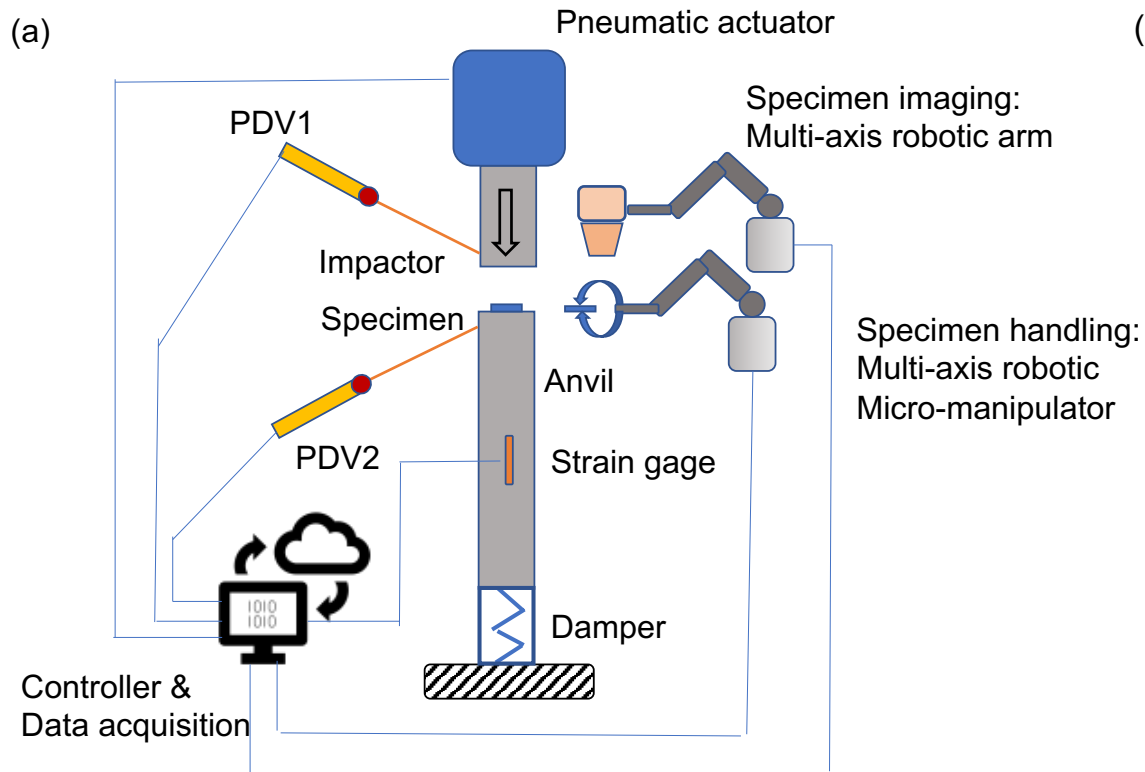 (a)
(
Pneumatic actuator
PDV1
Specimen imaging:
Multi-axis robotic arm
Impactor
Specimen
Specimen handling:
Multi-axis robotic
Micro-manipulator
Anvil
PDV2
Strain gage
1010
1010
Damper
Controller &
Data acquisition